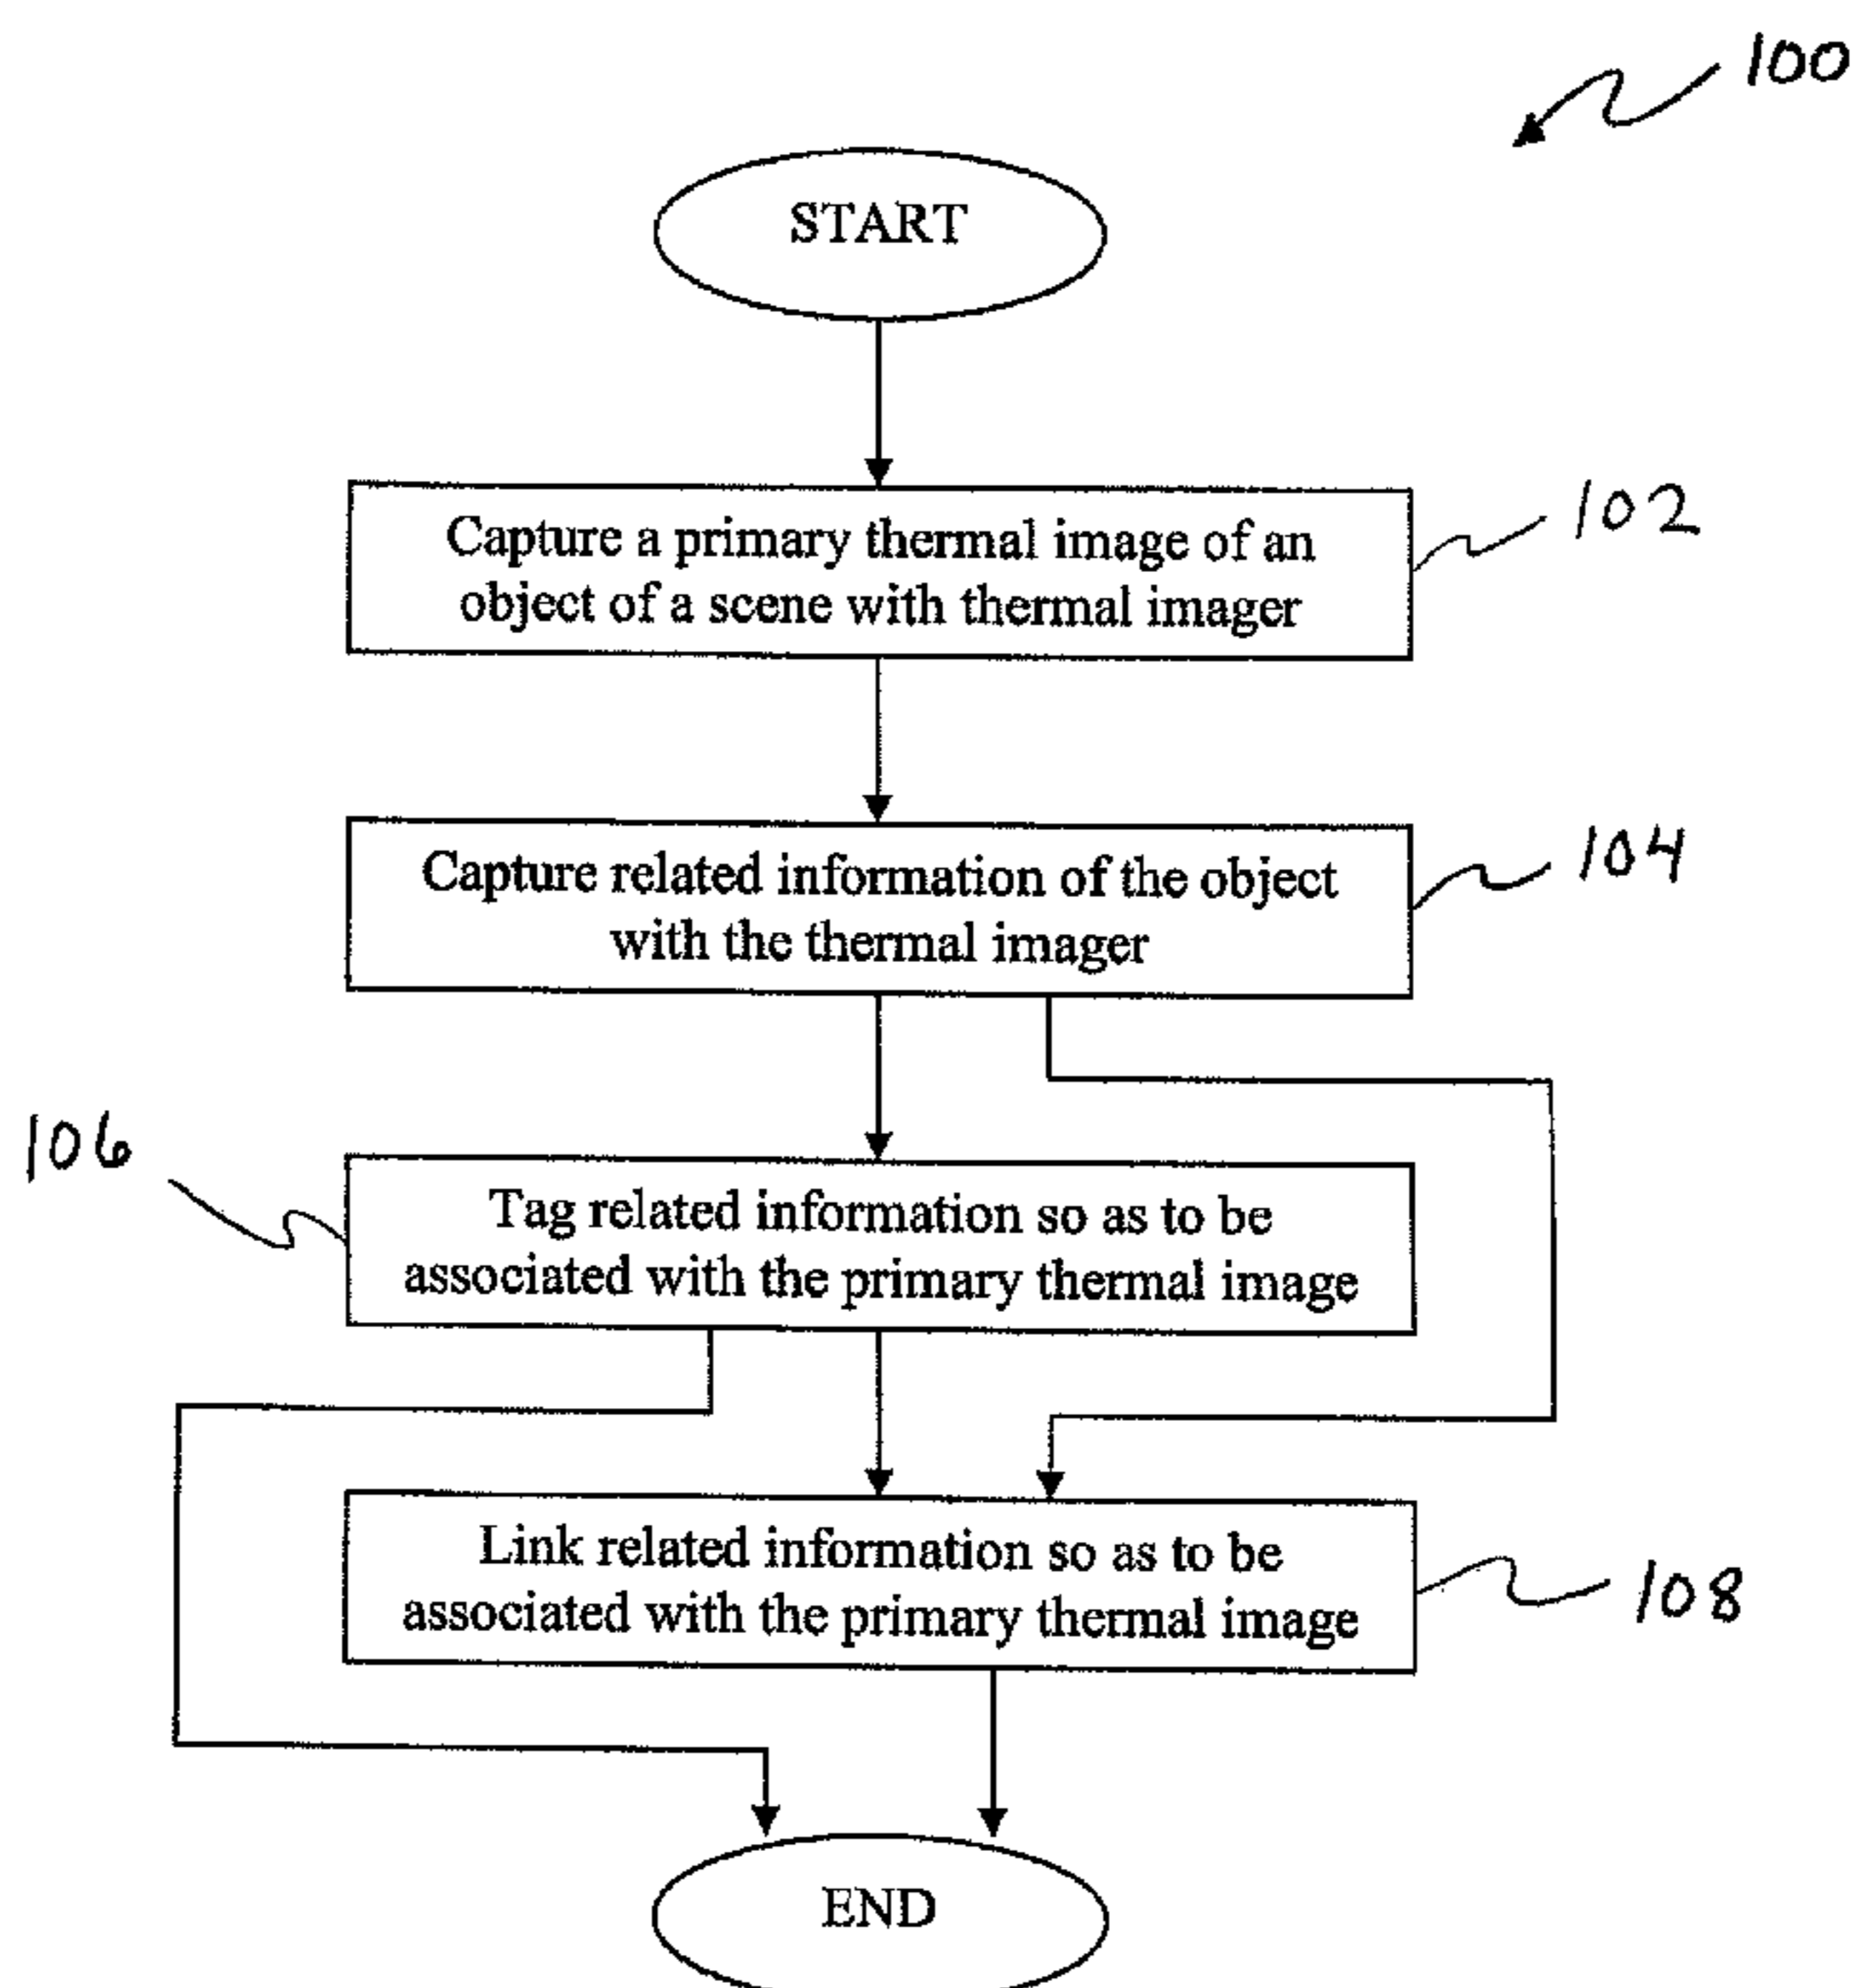 100
START
Capture a primary thermal image of an
object of a scene with thermal imager
102
Capture related information of the object
with the thermal imager
104
106
Tag related information so as to be
associated with the primary thermal image
Link related information so as to be
associated with the primary thermal image
108
END